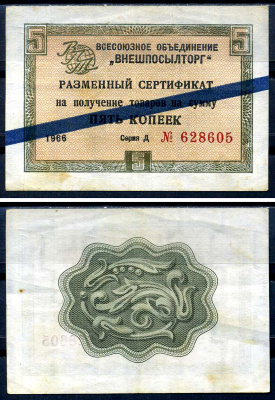 5 5
ВСЕСОЮЗНОЕ ОБЪЕДИНЕНИЕ
„ВНЕШПОСЫЛТОРГ"
РАЗМЕННЫЙ СЕРТИФИКАТ
на получение товаров на сумму
ПЯТЬ КОПЕЕК
1966 Серия Д № 628605
5